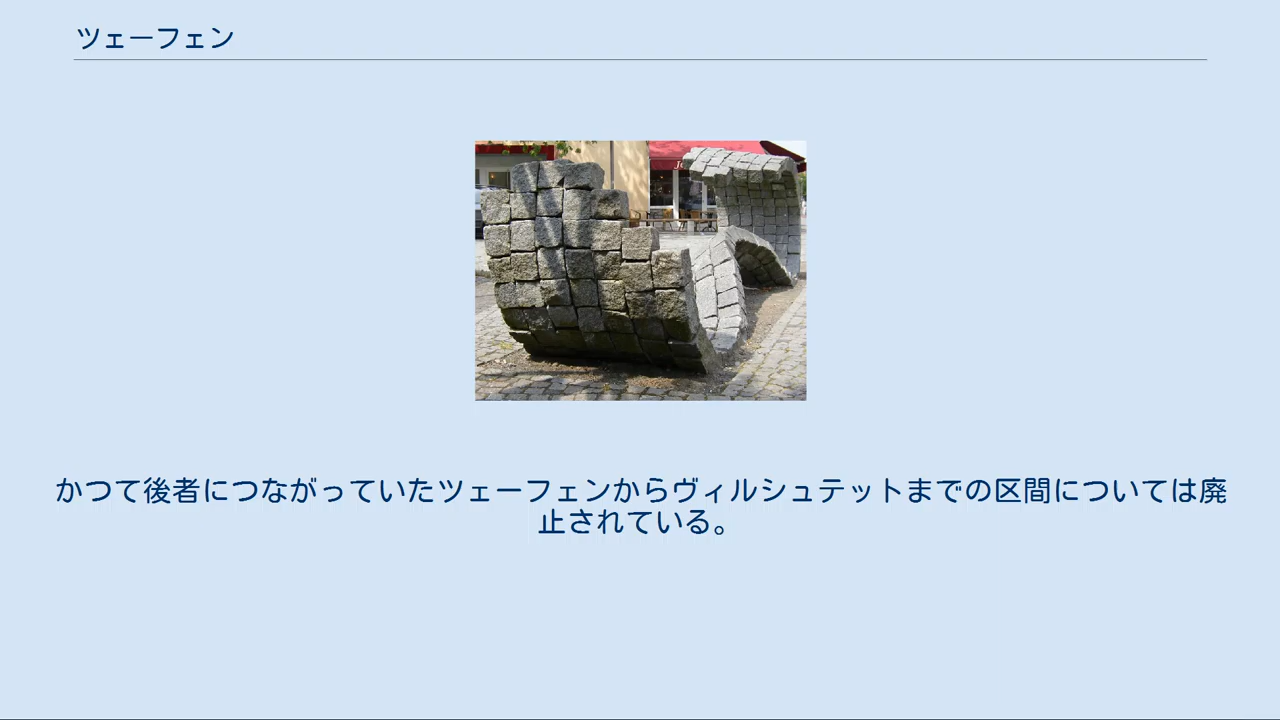 ツェーフェン
かつて後者につながっていたツェーフェンからヴィルシュテットまでの区間については廃
止されている。